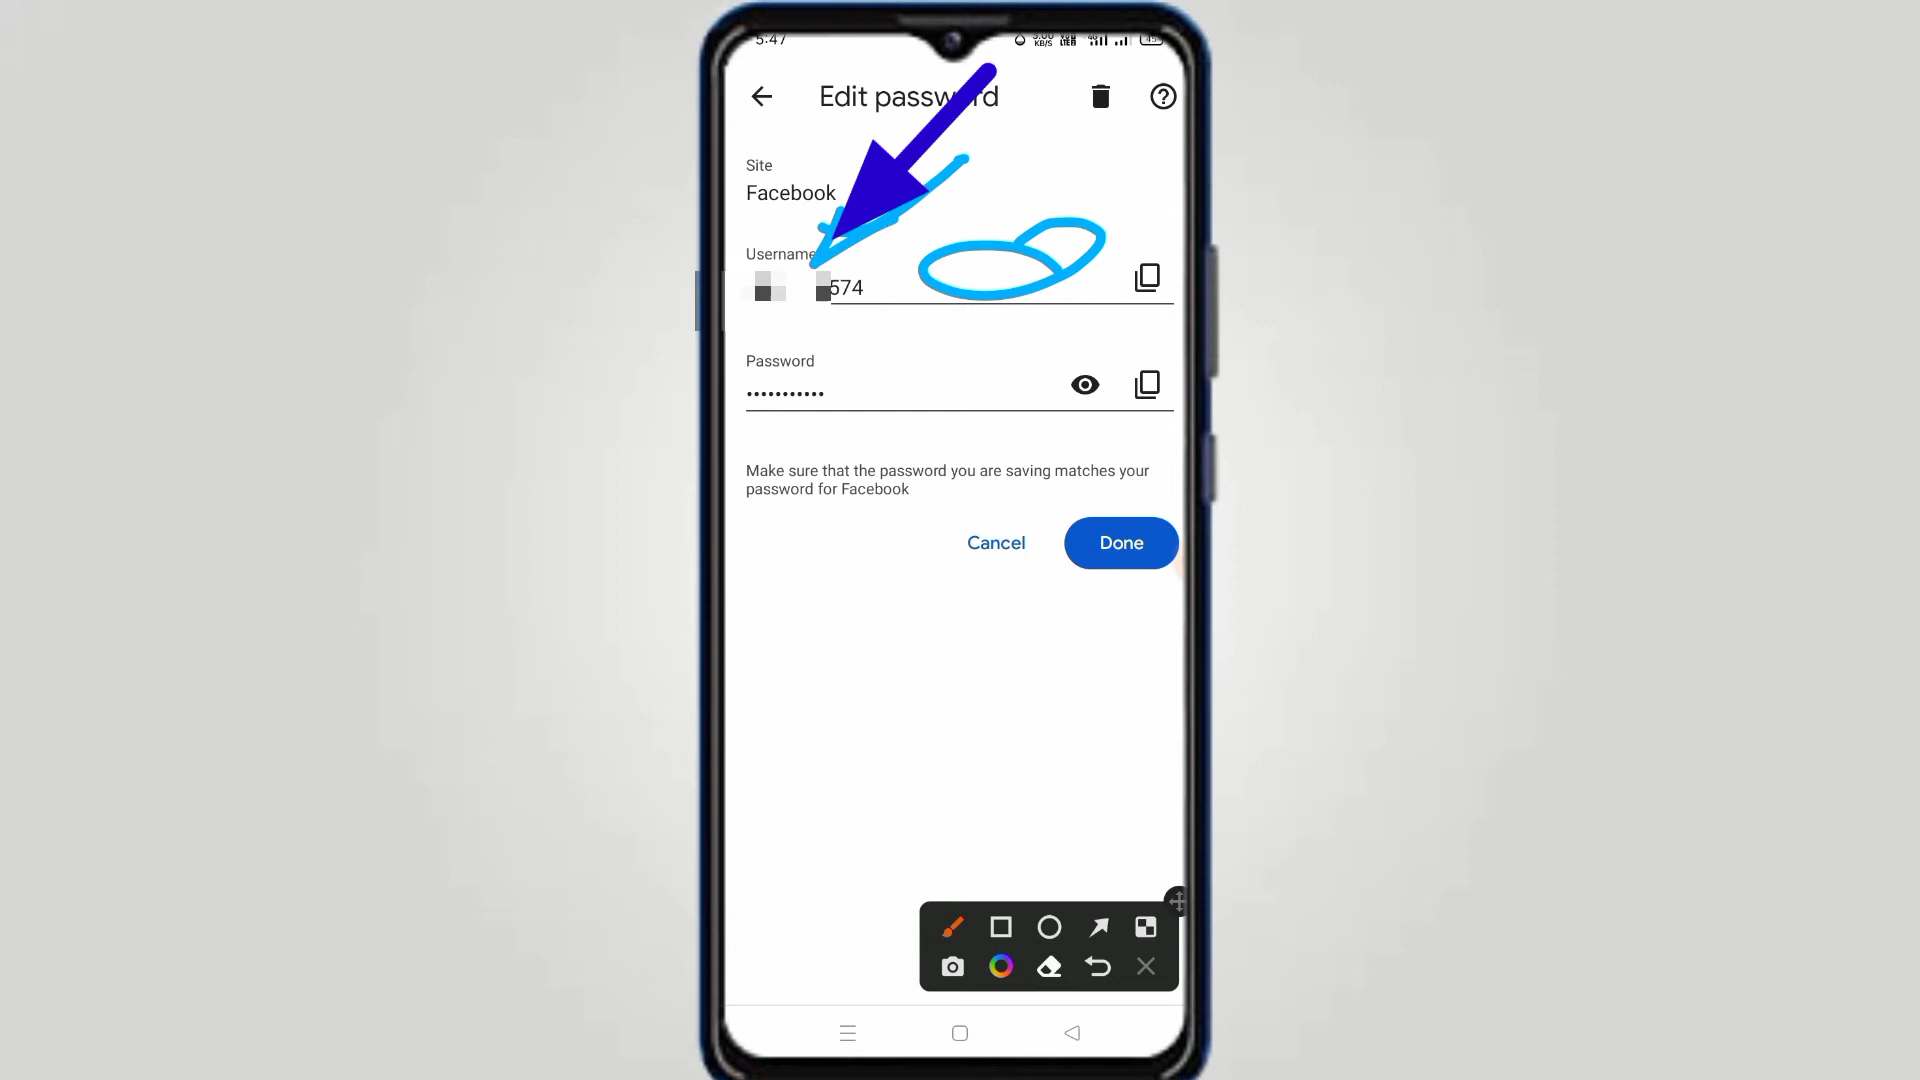 5:47
Edit password
Site
Facebook
Username
574
Password
•••••••••••
Make sure that the password you are saving matches your
password for Facebook
Cancel
Done